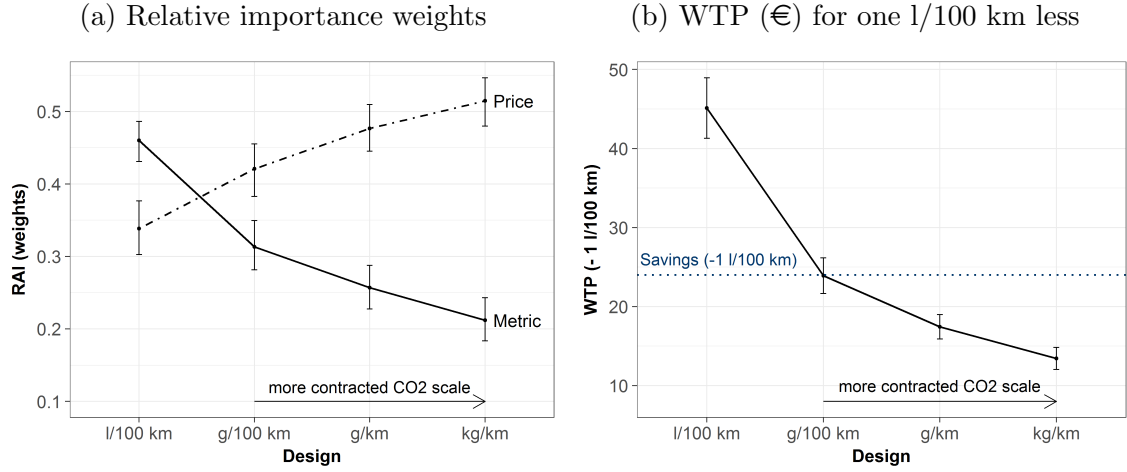 (a) Relative importance weights
RAI (weights)
0.5
0.4
0.3
0.2
0.1
Price
Metric
more contracted CO2 scale
l/100 km g/100 km g/km kg/km
Design
(b) WTP (€) for one l/100 km less
WTP (- 1 l/100 km)
50
40
30
20
10
Savings (-1 l/100 km)
more contracted CO2 scale
l/100 km g/100 km g/km kg/km
Design